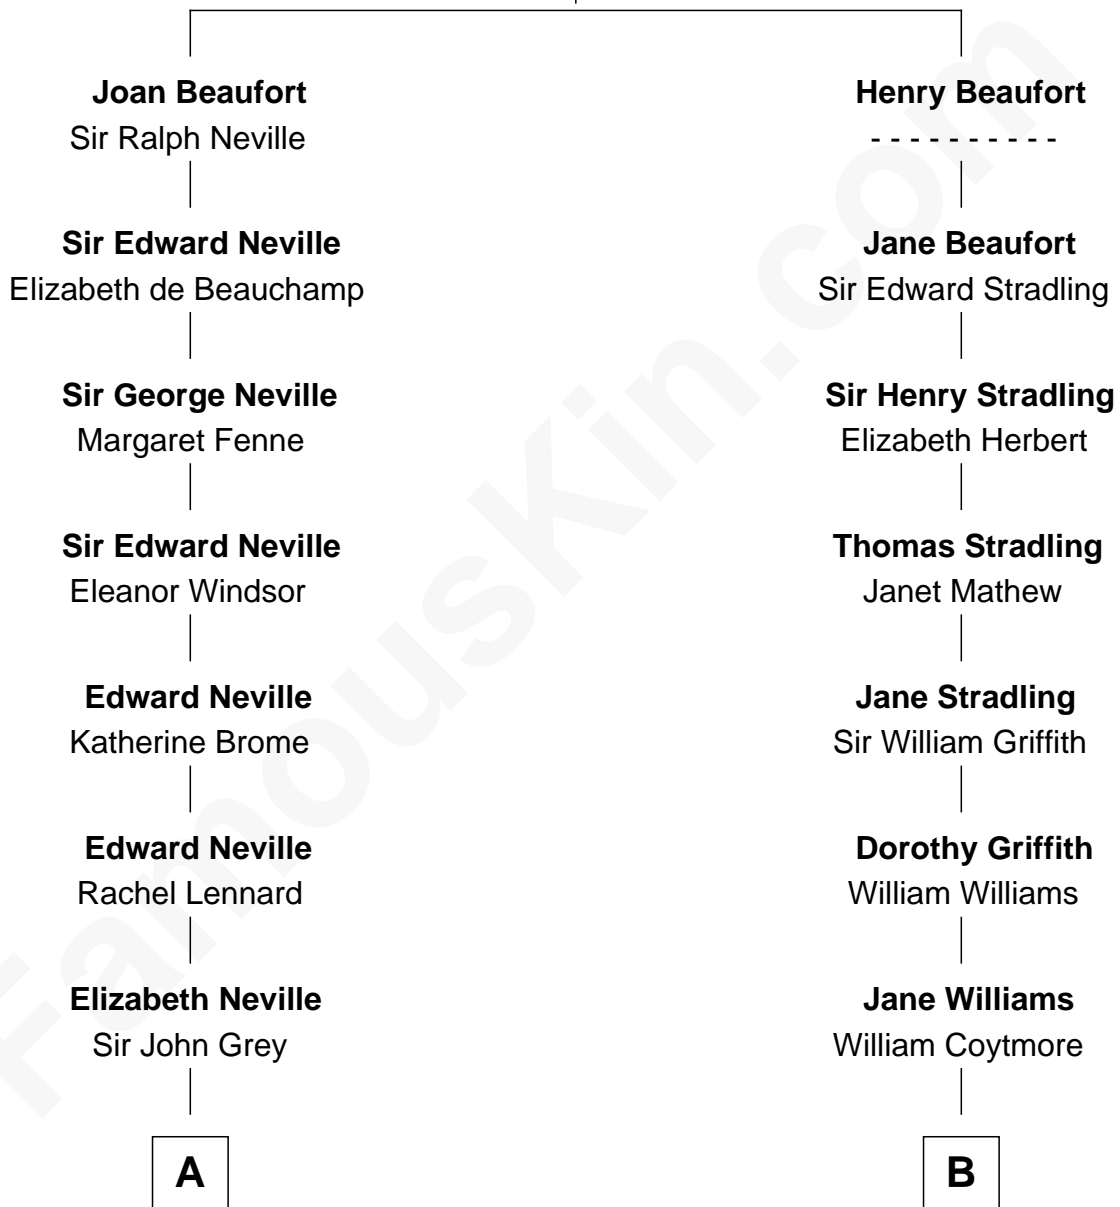 Joan Beaufort
Sir Ralph Neville
Sir Edward Neville
Elizabeth de Beauchamp
Sir George Neville
Margaret Fenne
Sir Edward Neville
Eleanor Windsor
Edward Neville
Katherine Brome
Edward Neville
Rachel Lennard
Elizabeth Neville
Sir John Grey
A
Henry Beaufort
- - - - - - - - - -
Jane Beaufort
Sir Edward Stradling
Sir Henry Stradling
Elizabeth Herbert
Thomas Stradling
Janet Mathew
Jane Stradling
Sir William Griffith
Dorothy Griffith
William Williams
Jane Williams
William Coytmore
B
FamousKin.com